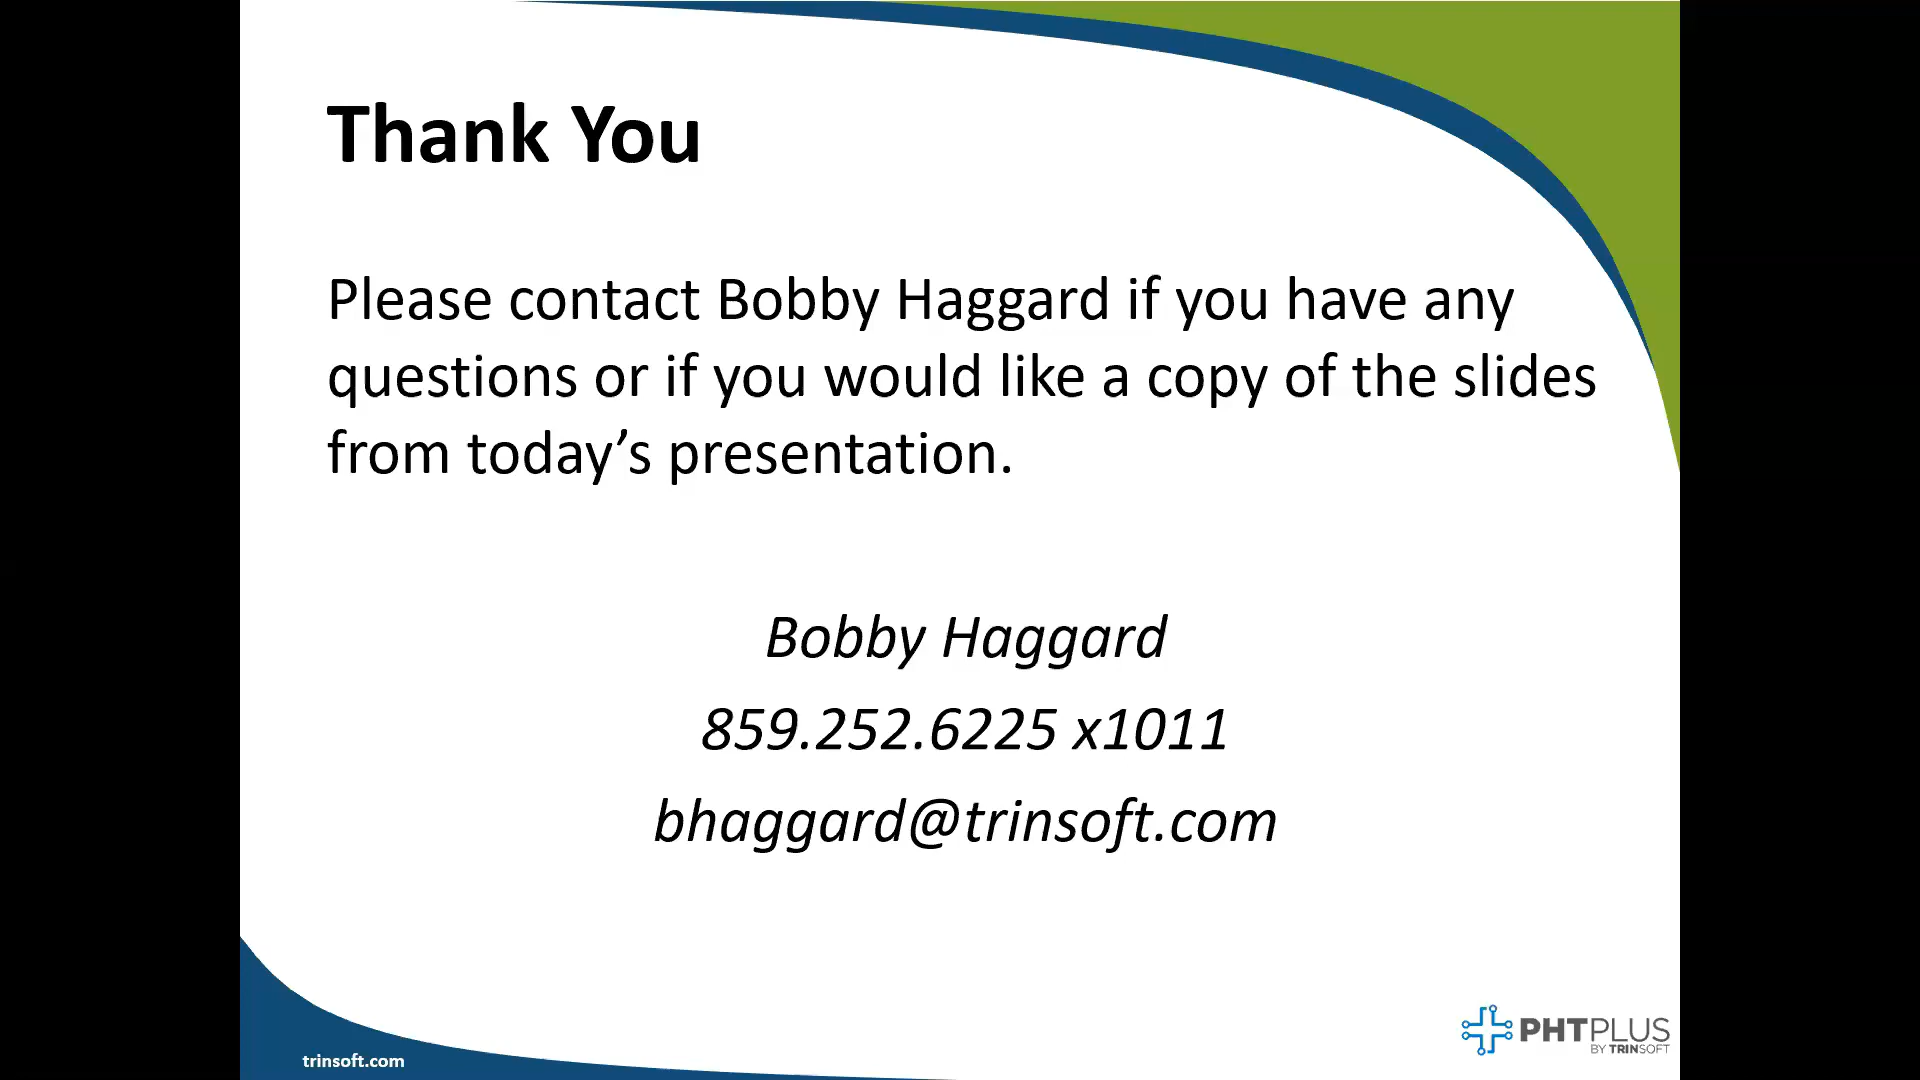 Thank You
Please contact Bobby Haggard if you have any
questions or if you would like a copy of the slides
from today’s presentation.
Bobby Haggard
859.252.6225 x1011
bhaggard@trinsoft.com
trinsoft.com
PHTPLUS
BY TRINSOFT